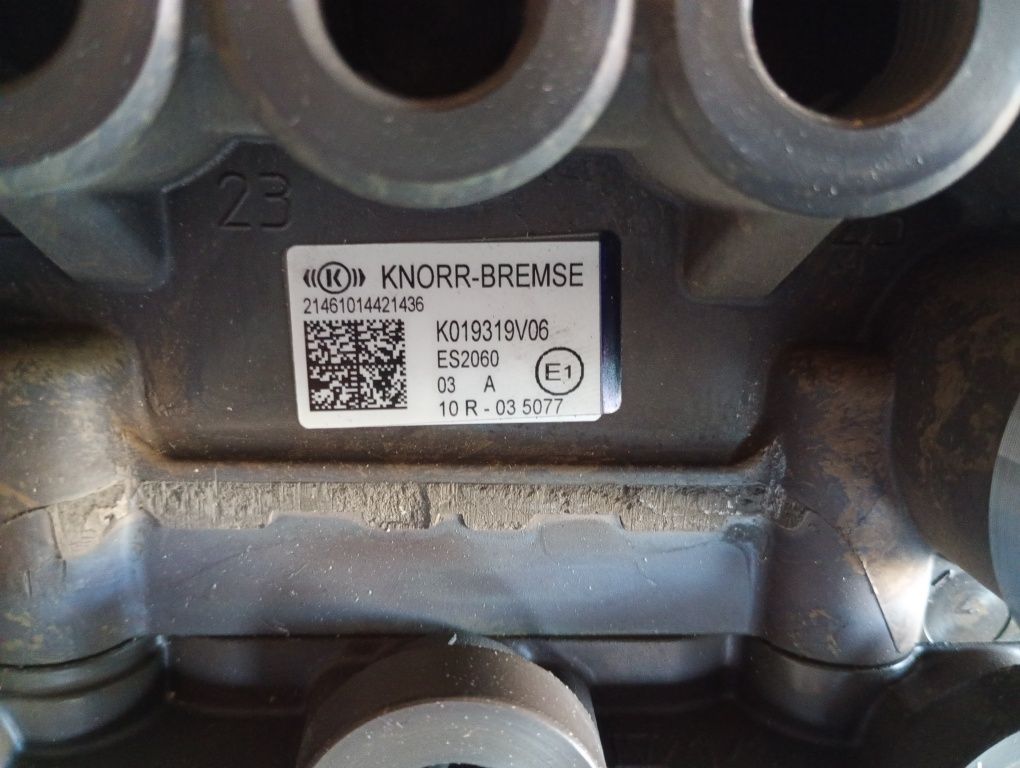 23
K KNORR-BREMSE
21461014421436
K019319V06
ES2060
03 A E1
10 R - 03 5077